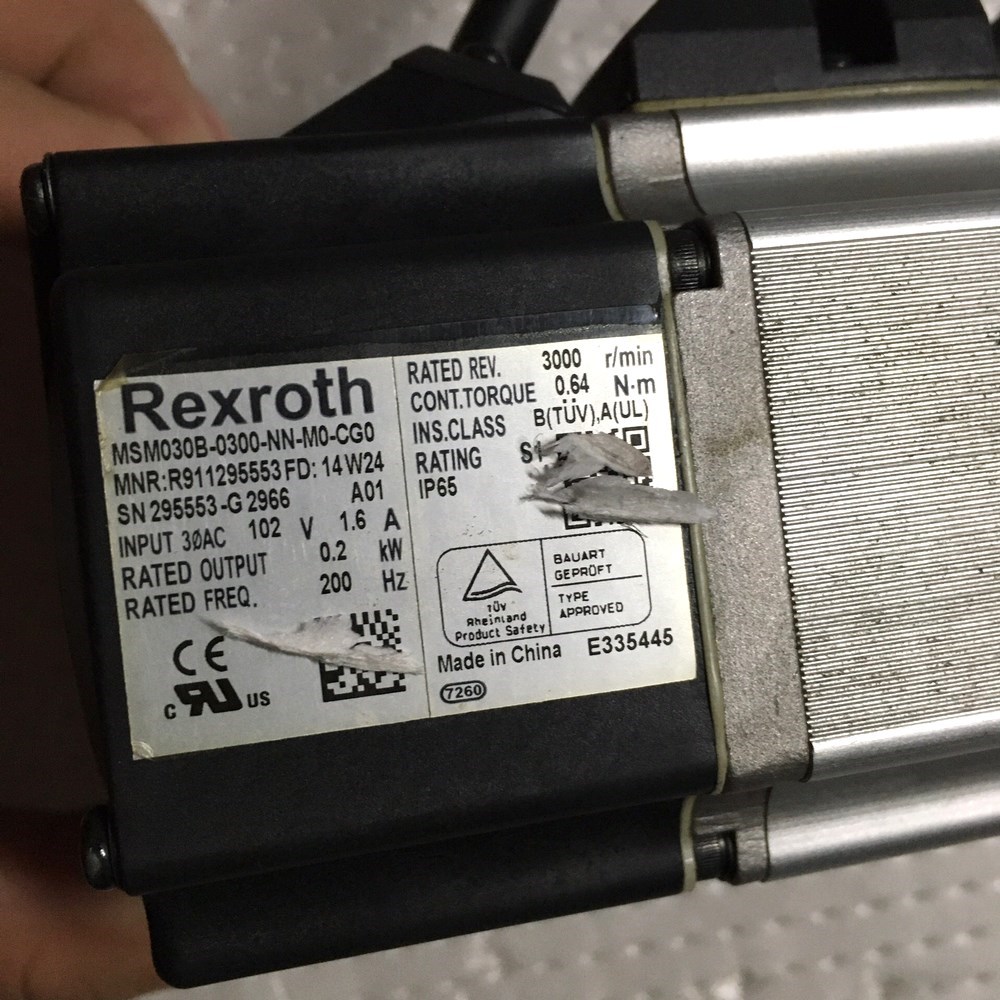 Rexroth
MSM030B-0300-NN-M0-CG0
MNR:R911295553 FD: 14W24
SN 295553-G 2966 A01
INPUT 3ØAC 102 V 1.6 A
RATED OUTPUT 0.2 kW
RATED FREQ. 200 Hz
CE
c RU US
RATED REV. 3000 r/min
CONT.TORQUE 0.64 N·m
INS.CLASS B(TÜV),A(UL)
RATING S1
IP65
TÜV
Rheinland
Product Safety
BAUART
GEPRÜFT
TYPE
APPROVED
Made in China E335445
7260